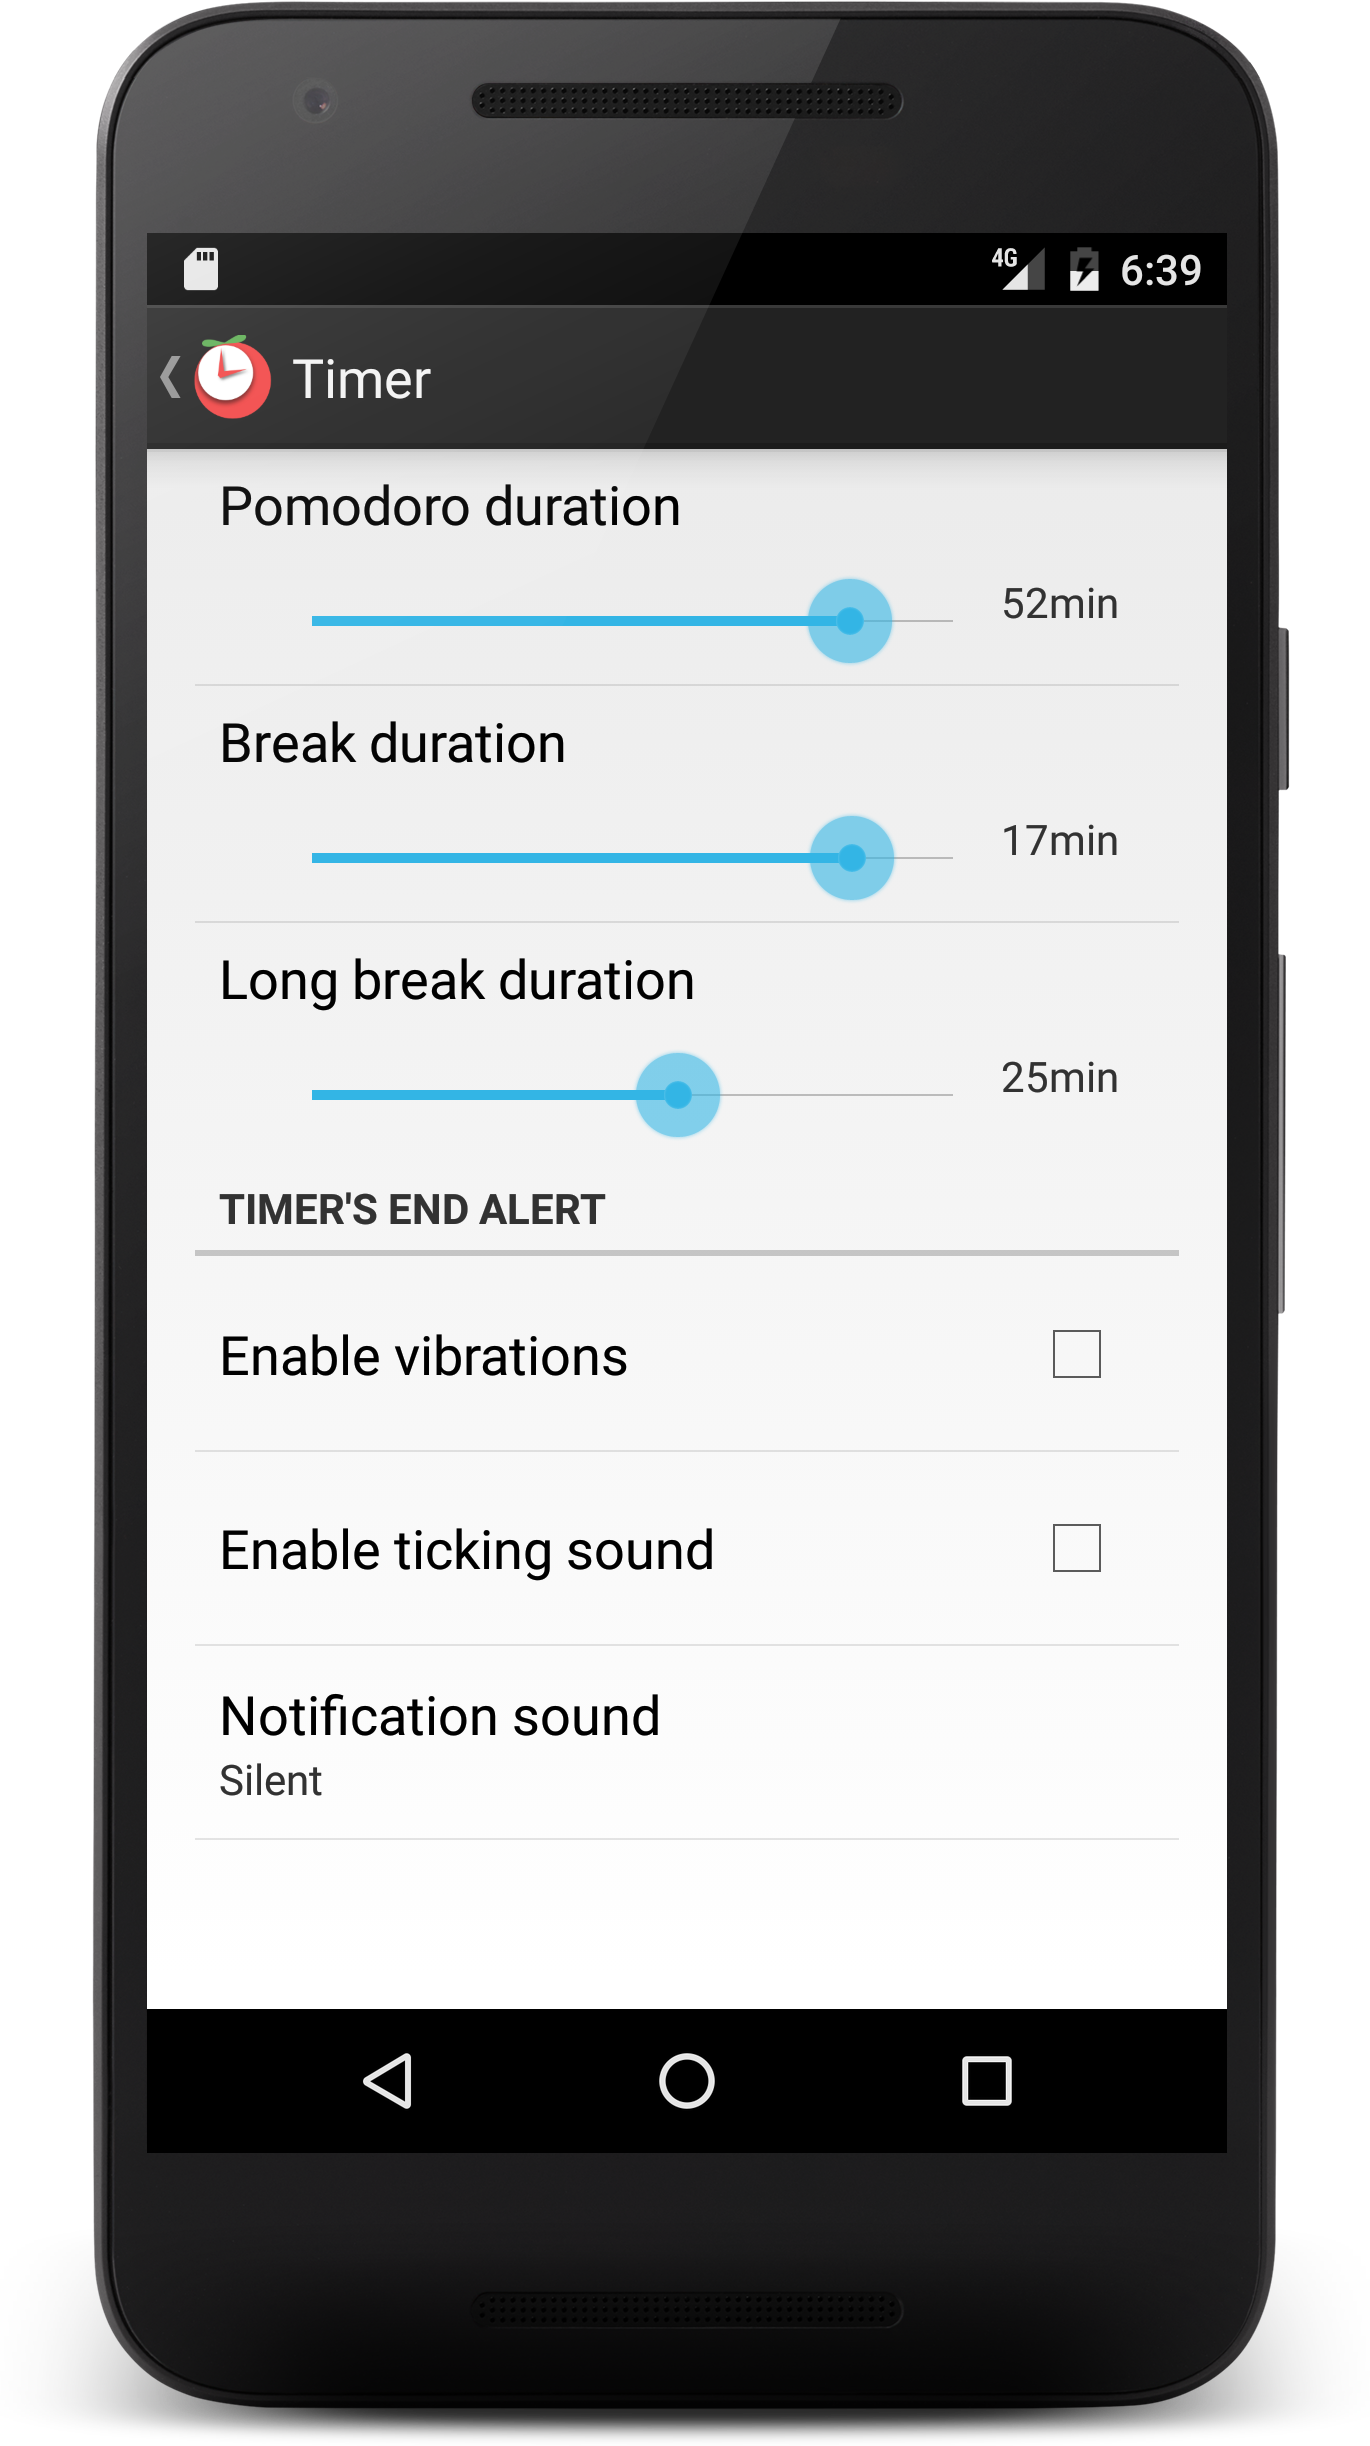 4G 6:39
Timer
Pomodoro duration
52min
Break duration
17min
Long break duration
25min
TIMER'S END ALERT
Enable vibrations
Enable ticking sound
Notification sound
Silent